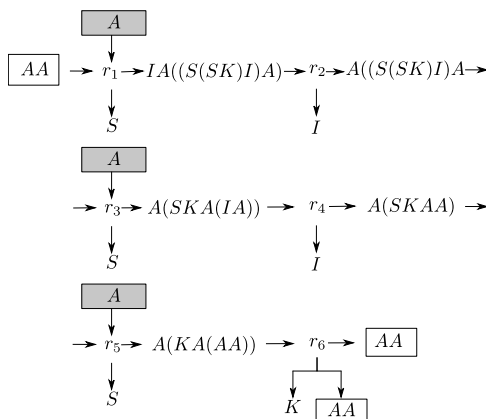 A
AA r1 IA((S(SK)I)A) r2 A((S(SK)I)A
S I
A
r3 A(SKA(IA)) r4 A(SKAA)
S I
A
r5 A(KA(AA)) r6 AA
S K AA